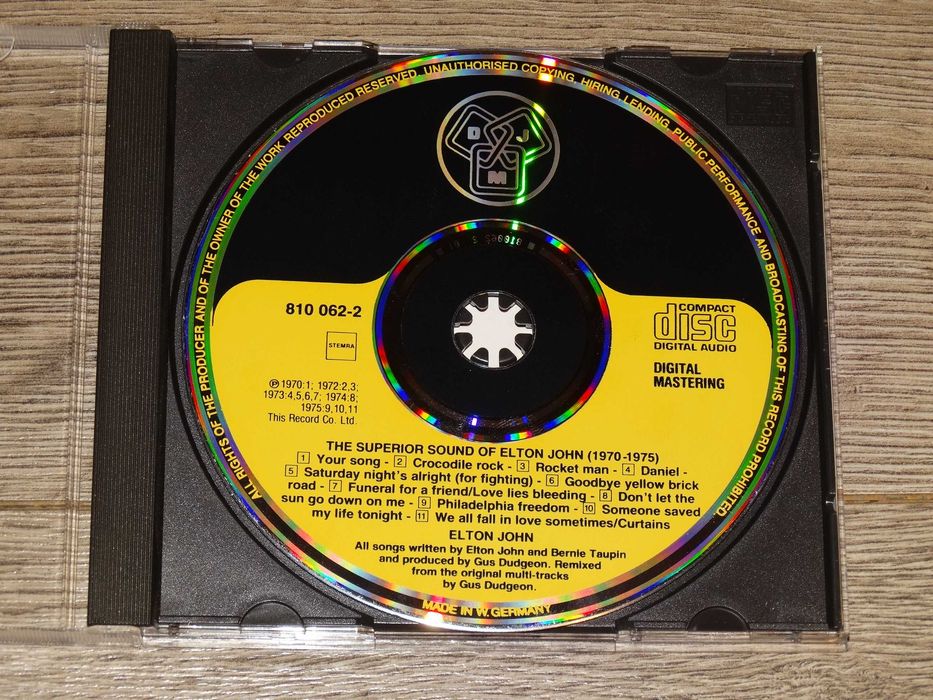 ALL RIGHTS OF THE PRODUCER AND OF THE OWNER OF THE WORK REPRODUCED RESERVED. UNAUTHORISED COPYING, HIRING, LENDING, PUBLIC PERFORMANCE AND BROADCASTING OF THIS RECORD PROHIBITED.
D J
M
810 062-2
STEMRA
COMPACT
disc
DIGITAL AUDIO
DIGITAL
MASTERING
℗ 1970:1; 1972:2,3;
1973:4,5,6,7; 1974:8;
1975:9,10,11
This Record Co. Ltd.
THE SUPERIOR SOUND OF ELTON JOHN (1970-1975)
1 Your song - 2 Crocodile rock - 3 Rocket man - 4 Daniel -
5 Saturday night's alright (for fighting) - 6 Goodbye yellow brick
road - 7 Funeral for a friend/Love lies bleeding - 8 Don't let the
sun go down on me - 9 Philadelphia freedom - 10 Someone saved
my life tonight - 11 We all fall in love sometimes/Curtains
ELTON JOHN
All songs written by Elton John and Bernie Taupin
and produced by Gus Dudgeon. Remixed
from the original multi-tracks
by Gus Dudgeon.
MADE IN W. GERMANY